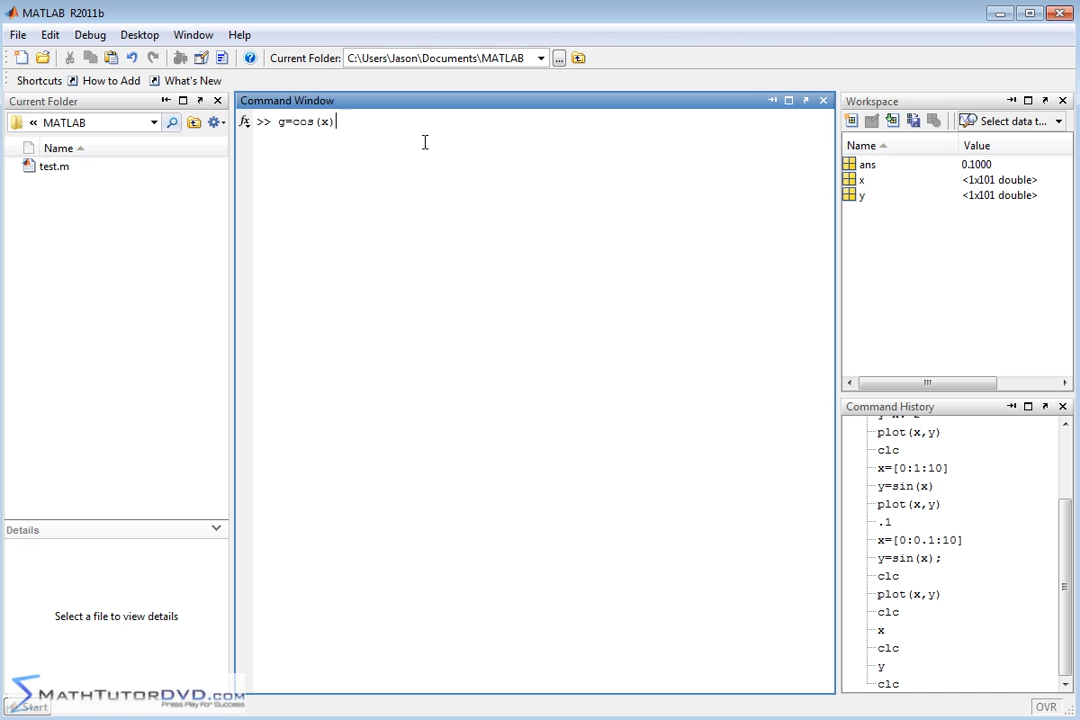 MATLAB R2011b
File Edit Debug Desktop Window Help
Current Folder: C:\Users\Jason\Documents\MATLAB ...
Shortcuts How to Add What's New
Current Folder
« MATLAB
Name
test.m
Details
Select a file to view details
Start
MATHTUTORDVD.COM
Press Play For Success
Command Window
fx >> g=cos(x)
Workspace
Select data t...
Name Value
ans 0.1000
x <1x101 double>
y <1x101 double>
Command History
plot(x,y)
clc
x=[0:1:10]
y=sin(x)
plot(x,y)
.1
x=[0:0.1:10]
y=sin(x);
clc
plot(x,y)
clc
x
clc
y
clc
OVR